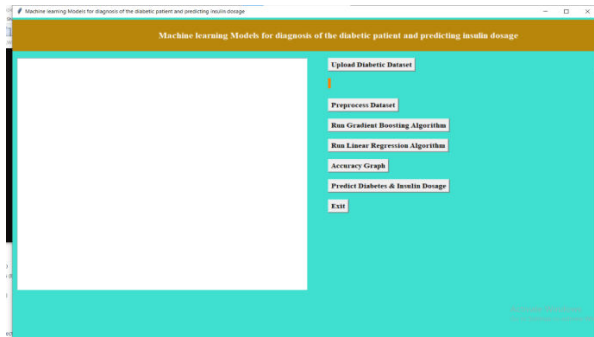 Machine learning Models for diagnosis of the diabetic patient and predicting insulin dosage
Machine learning Models for diagnosis of the diabetic patient and predicting insulin dosage
Upload Diabetic Dataset
Preprocess Dataset
Run Gradient Boosting Algorithm
Run Linear Regression Algorithm
Accuracy Graph
Predict Diabetes & Insulin Dosage
Exit